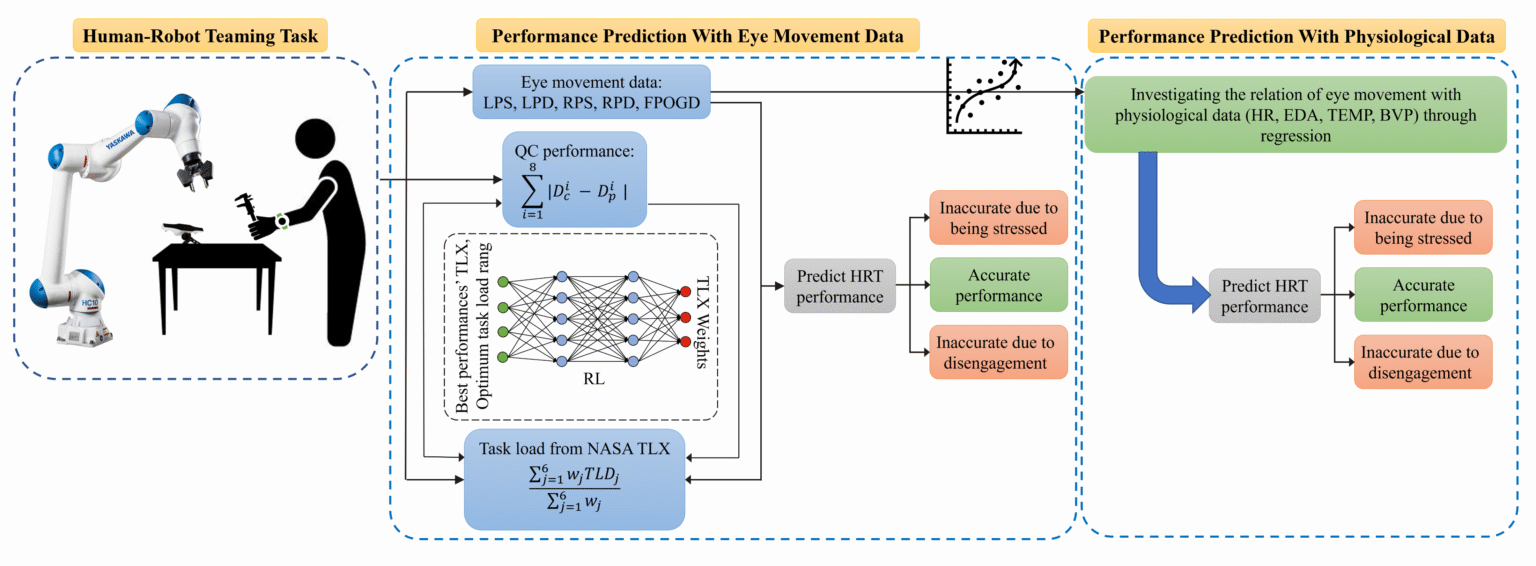 Human-Robot Teaming Task
YASKAWA
HC10
Performance Prediction With Eye Movement Data
Eye movement data:
LPS, LPD, RPS, RPD, FPOGD
QC performance:
\sum_{i=1}^{8} |D_c^i − D_p^i |
Best performances' TLX,
Optimum task load rang
TLX Weights
RL
Task load from NASA TLX
\frac{\sum_{j=1}^{6} w_j TLD_j}{\sum_{j=1}^{6} w_j}
Predict HRT
performance
Inaccurate due to
being stressed
Accurate
performance
Inaccurate due to
disengagement
Performance Prediction With Physiological Data
Investigating the relation of eye movement with
physiological data (HR, EDA, TEMP, BVP) through
regression
Predict HRT
performance
Inaccurate due to
being stressed
Accurate
performance
Inaccurate due to
disengagement